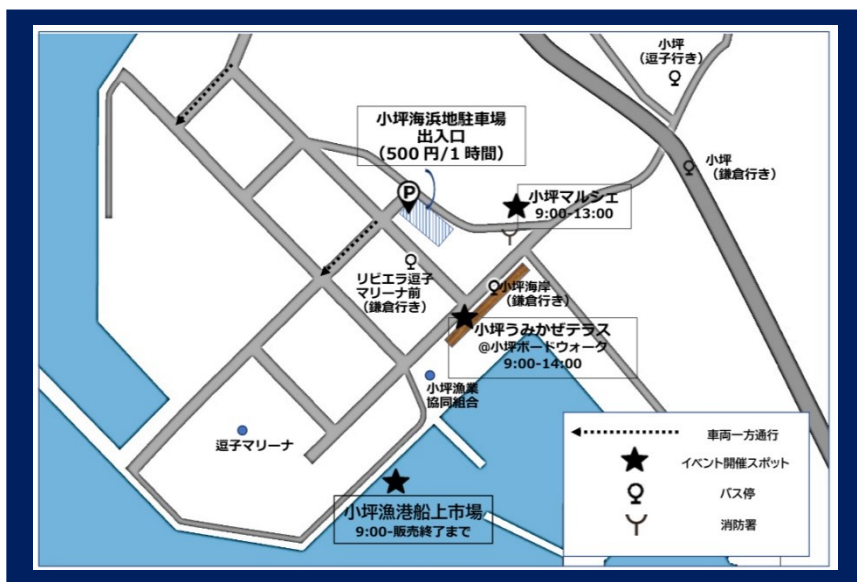 小坪
（逗子行き）
小坪
（鎌倉行き）
小坪海浜地駐車場
出入口
（500円/1時間）
P
小坪マルシェ
9:00-13:00
リビエラ逗子
マリーナ前
（鎌倉行き）
小坪海岸
（鎌倉行き）
小坪うみかぜテラス
@小坪ボードウォーク
9:00-14:00
小坪漁業
協同組合
逗子マリーナ
小坪漁港船上市場
9:00-販売終了まで
車両一方通行
イベント開催スポット
バス停
消防署